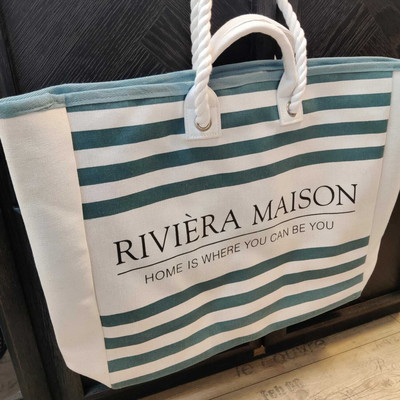 RIVIÈRA MAISON
HOME IS WHERE YOU CAN BE YOU